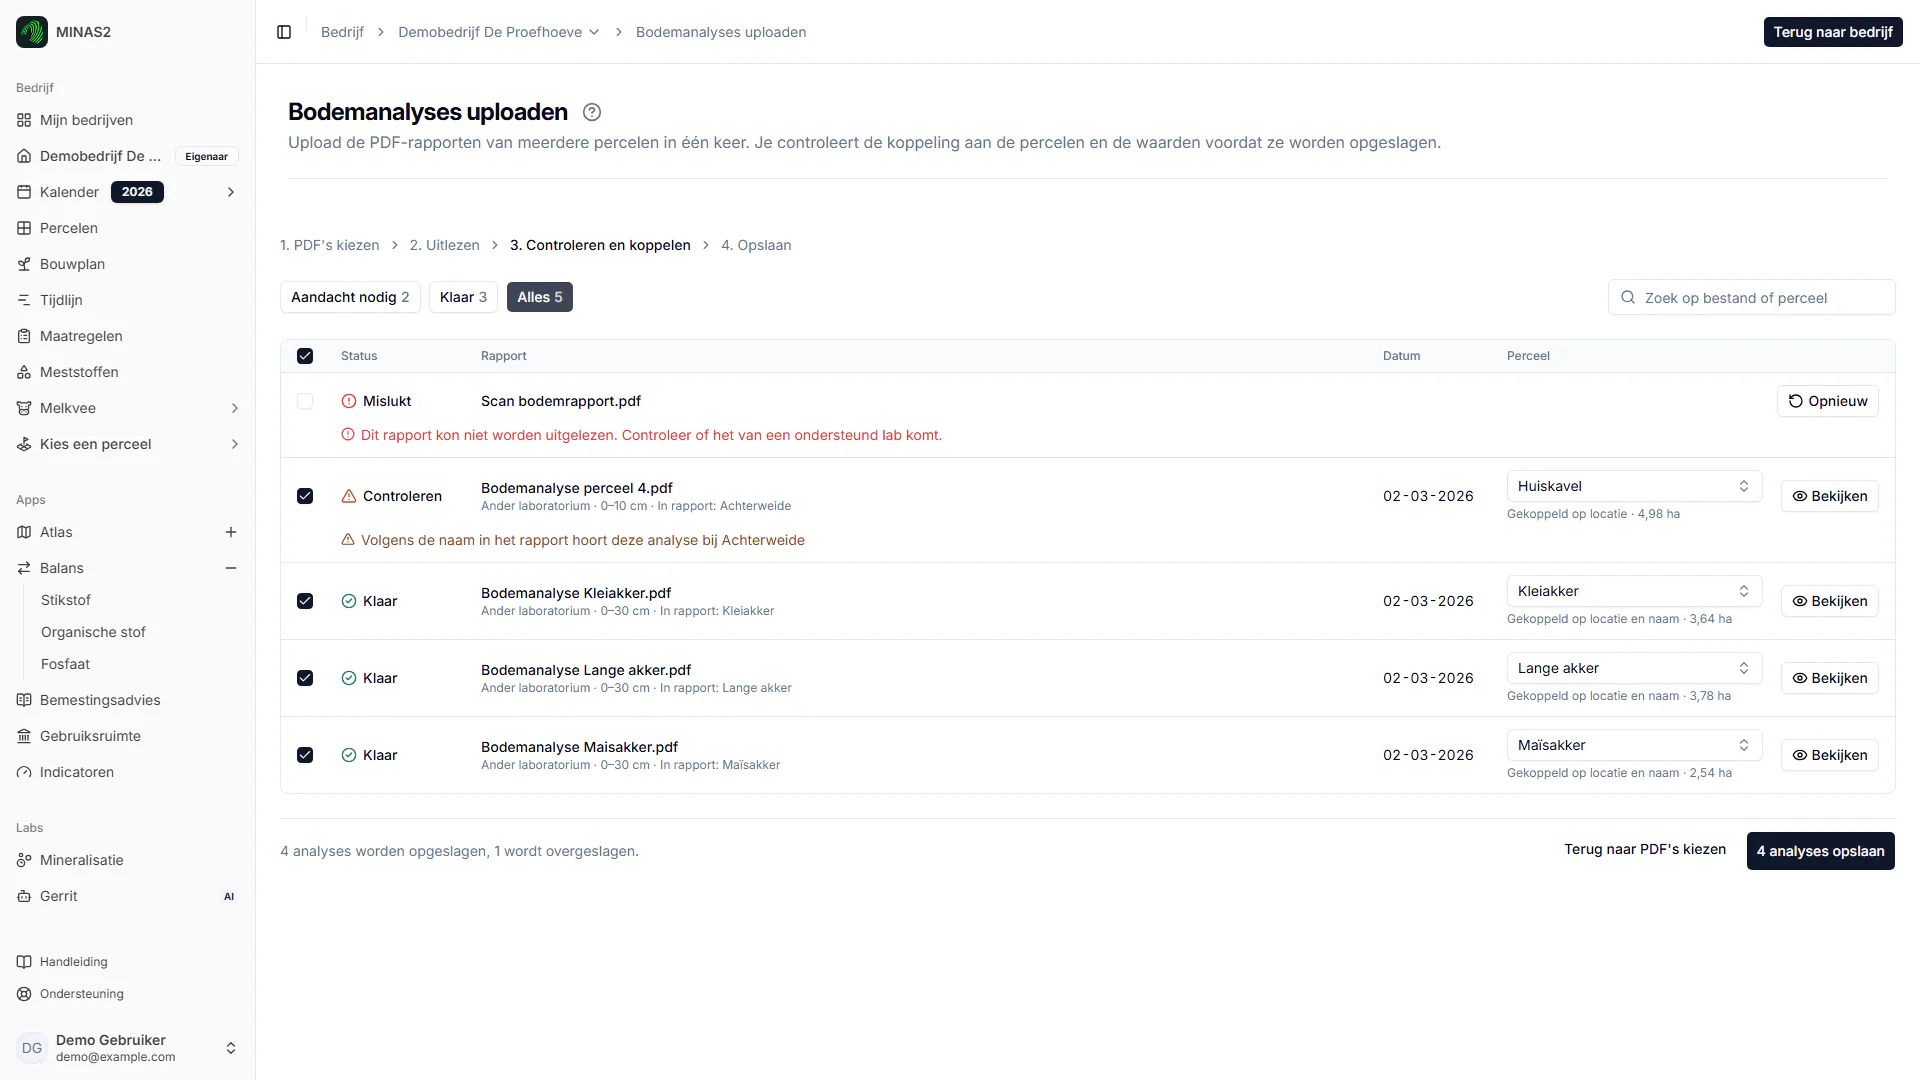 MINAS2
Bedrijf
Mijn bedrijven
Demobedrijf De ... Eigenaar
Kalender 2026
Percelen
Bouwplan
Tijdlijn
Maatregelen
Meststoffen
Melkvee
Kies een perceel
Apps
Atlas
Balans
Stikstof
Organische stof
Fosfaat
Bemestingsadvies
Gebruiksruimte
Indicatoren
Labs
Mineralisatie
Gerrit AI
Handleiding
Ondersteuning
DG Demo Gebruiker
demo@example.com
Bedrijf Demobedrijf De Proefhoeve Bodemanalyses uploaden
Terug naar bedrijf
Bodemanalyses uploaden
Upload de PDF-rapporten van meerdere percelen in één keer. Je controleert de koppeling aan de percelen en de waarden voordat ze worden opgeslagen.
1. PDF's kiezen 2. Uitlezen 3. Controleren en koppelen 4. Opslaan
Aandacht nodig 2 Klaar 3 Alles 5
Zoek op bestand of perceel
Status Rapport Datum Perceel
Mislukt Scan bodemrapport.pdf Opnieuw
Dit rapport kon niet worden uitgelezen. Controleer of het van een ondersteund lab komt.
Controleren Bodemanalyse perceel 4.pdf 02-03-2026 Huiskavel Bekijken
Ander laboratorium · 0–10 cm · In rapport: Achterweide Gekoppeld op locatie · 4,98 ha
Volgens de naam in het rapport hoort deze analyse bij Achterweide
Klaar Bodemanalyse Kleiakker.pdf 02-03-2026 Kleiakker Bekijken
Ander laboratorium · 0–30 cm · In rapport: Kleiakker Gekoppeld op locatie en naam · 3,64 ha
Klaar Bodemanalyse Lange akker.pdf 02-03-2026 Lange akker Bekijken
Ander laboratorium · 0–30 cm · In rapport: Lange akker Gekoppeld op locatie en naam · 3,78 ha
Klaar Bodemanalyse Maisakker.pdf 02-03-2026 Maïsakker Bekijken
Ander laboratorium · 0–30 cm · In rapport: Maïsakker Gekoppeld op locatie en naam · 2,54 ha
4 analyses worden opgeslagen, 1 wordt overgeslagen.
Terug naar PDF's kiezen 4 analyses opslaan